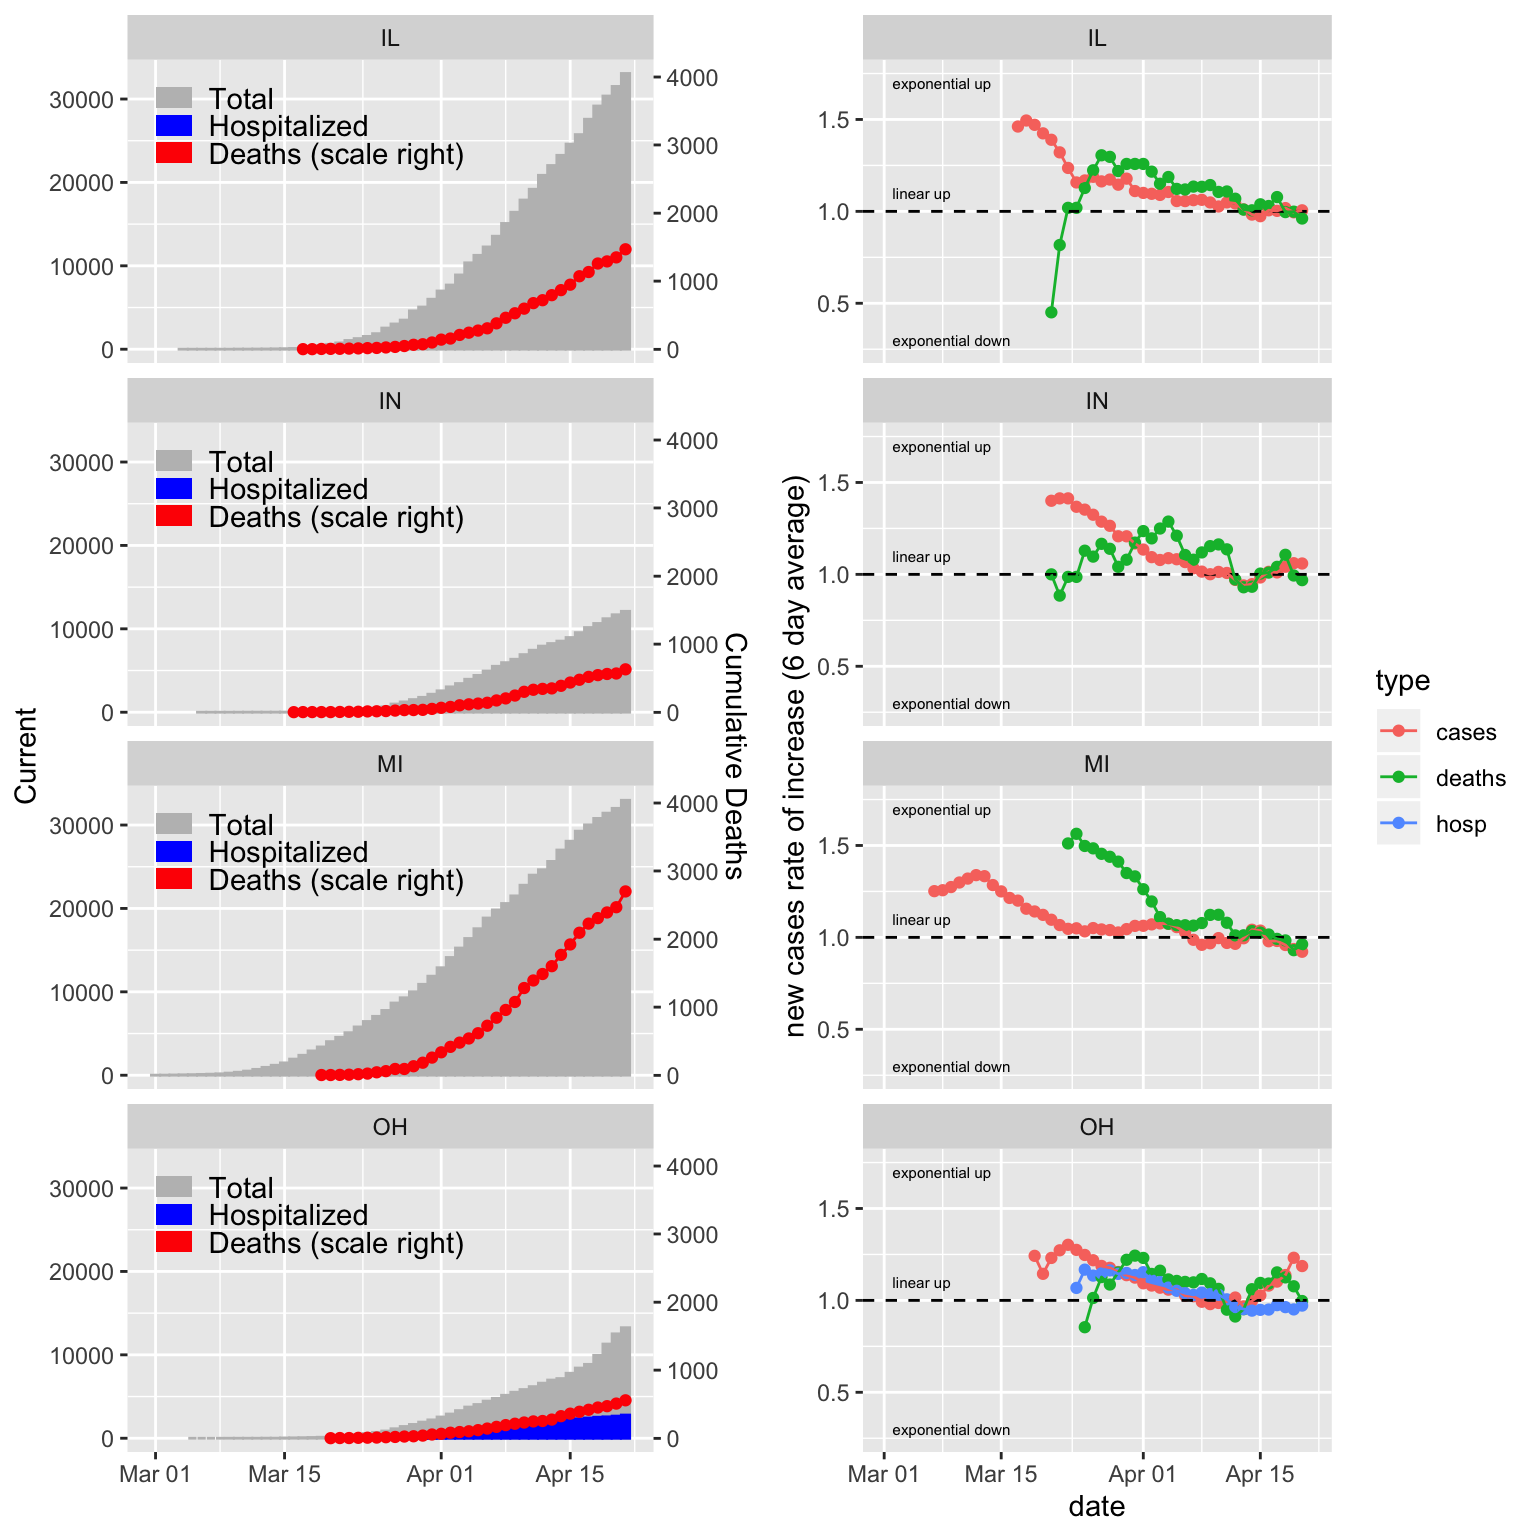 IL
30000
20000
10000
0
Total
Hospitalized
Deaths (scale right)
4000
3000
2000
1000
0
IN
30000
20000
10000
0
Total
Hospitalized
Deaths (scale right)
4000
3000
2000
1000
0
MI
30000
20000
10000
0
Total
Hospitalized
Deaths (scale right)
4000
3000
2000
1000
0
OH
30000
20000
10000
0
Total
Hospitalized
Deaths (scale right)
4000
3000
2000
1000
0
Mar 01
Mar 15
Apr 01
Apr 15
Current
Cumulative Deaths
IL
1.5
1.0
0.5
exponential up
linear up
exponential down
IN
1.5
1.0
0.5
exponential up
linear up
exponential down
MI
1.5
1.0
0.5
exponential up
linear up
exponential down
OH
1.5
1.0
0.5
exponential up
linear up
exponential down
Mar 01
Mar 15
Apr 01
Apr 15
date
new cases rate of increase (6 day average)
type
cases
deaths
hosp